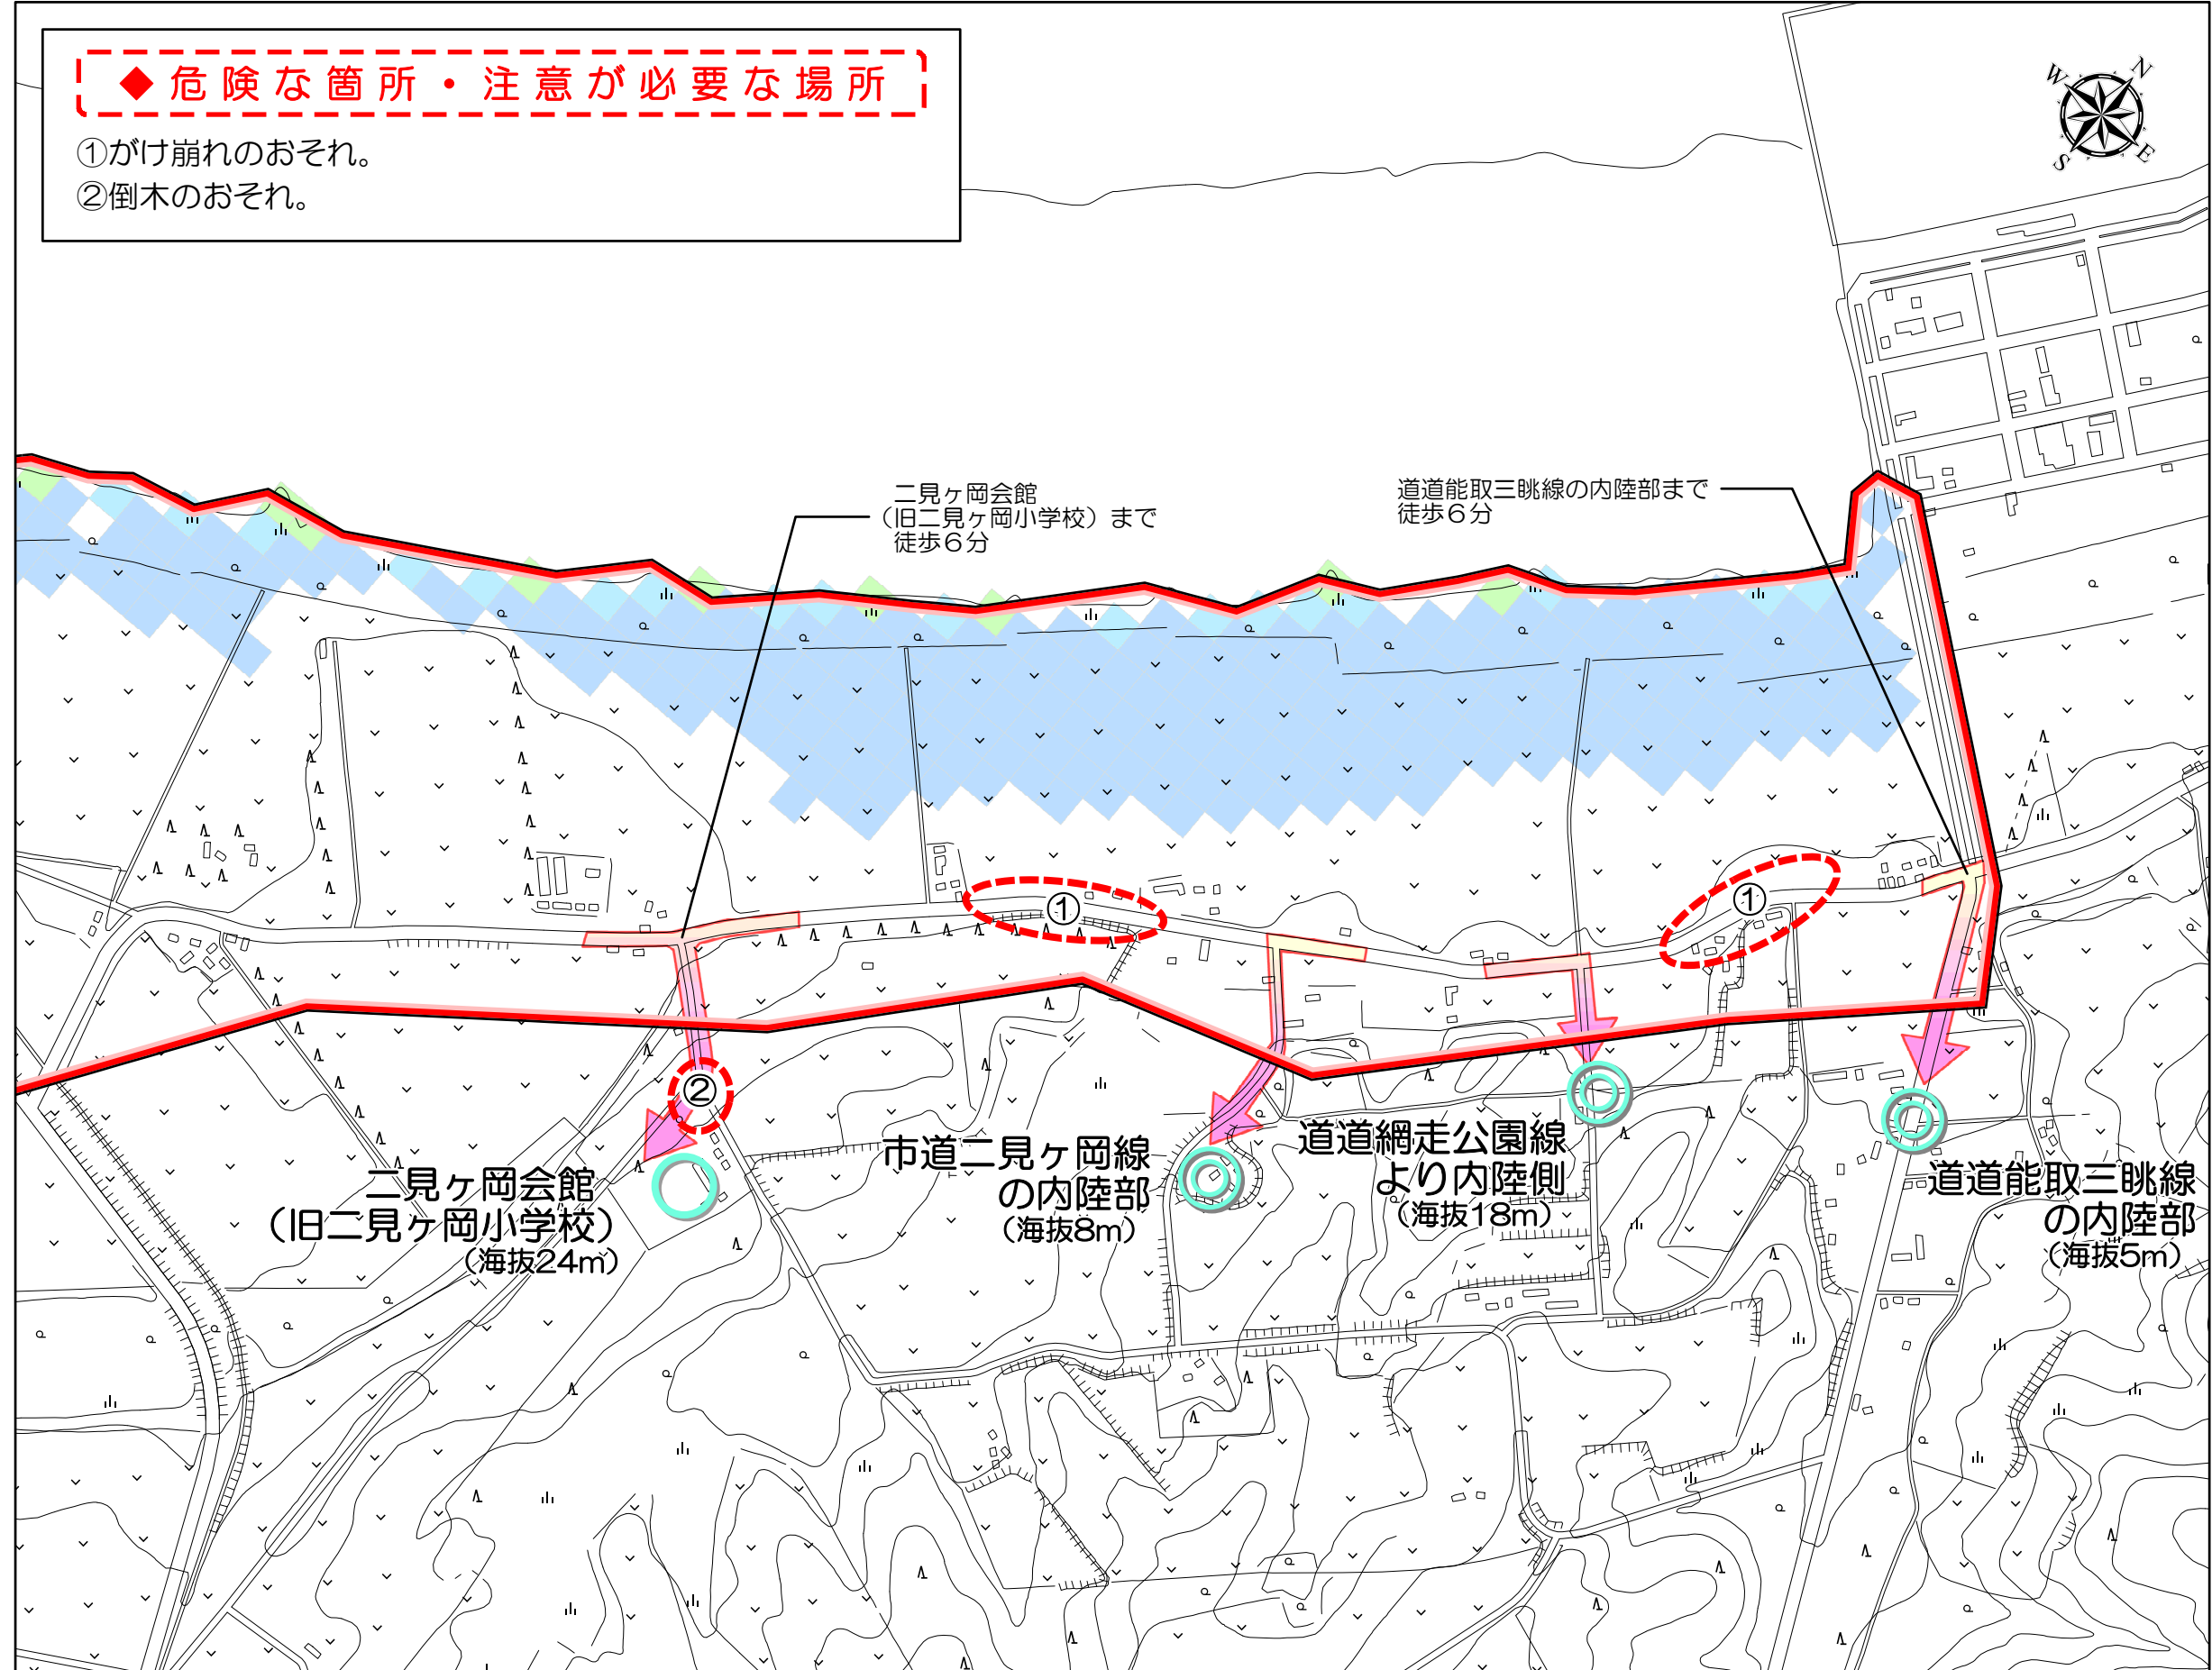 ◆危険な箇所・注意が必要な場所
①がけ崩れのおそれ。
②倒木のおそれ。
N
W
E
S
二見ヶ岡会館
（旧二見ヶ岡小学校）まで
徒歩６分
道道能取三眺線の内陸部まで
徒歩６分
①
①
②
二見ヶ岡会館
（旧二見ヶ岡小学校）
（海抜24m）
市道二見ヶ岡線
の内陸部
（海抜8m）
道道網走公園線
より内陸側
（海抜18m）
道道能取三眺線
の内陸部
（海抜5m）